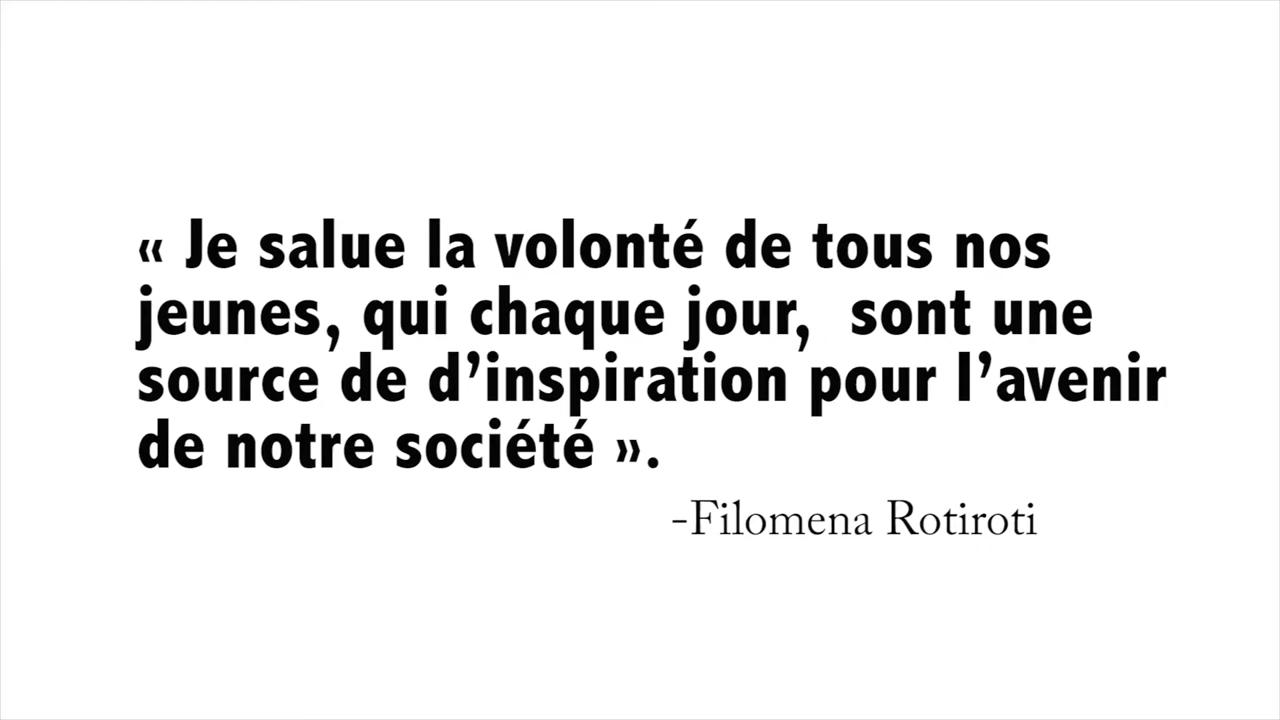 « Je salue la volonté de tous nos
jeunes, qui chaque jour,  sont une
source de d’inspiration pour l’avenir
de notre société ».
-Filomena Rotiroti